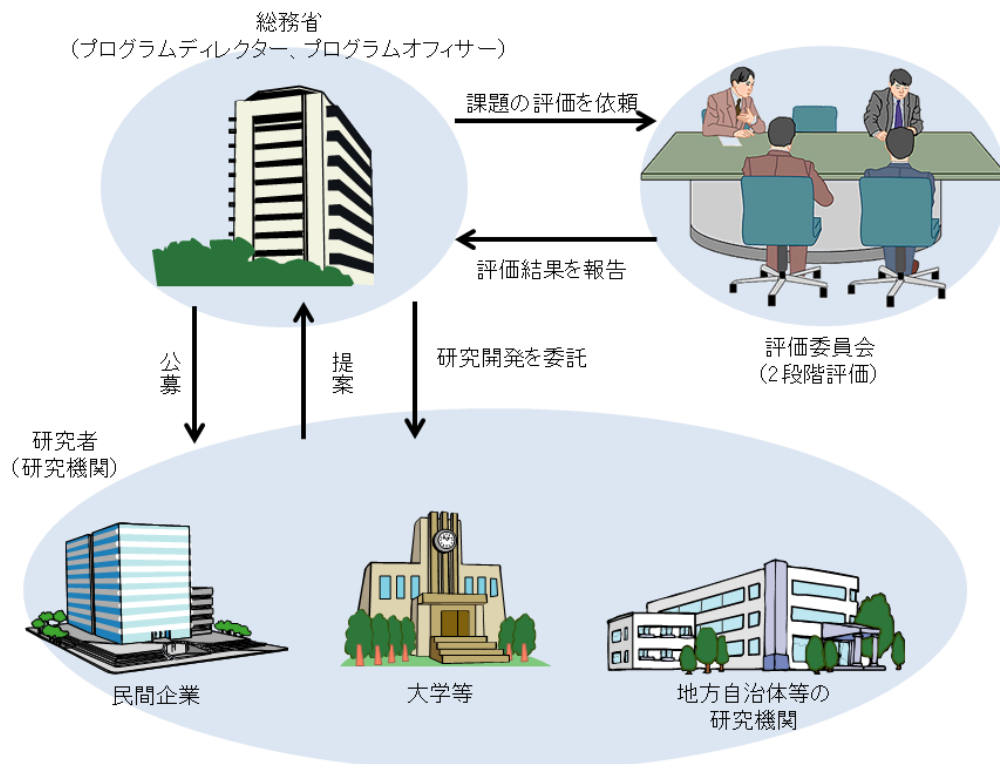 総務省
（プログラムディレクター、プログラムオフィサー）
課題の評価を依頼
評価結果を報告
評価委員会
（２段階評価）
公募
提案
研究開発を委託
研究者
（研究機関）
民間企業
大学等
地方自治体等の
研究機関